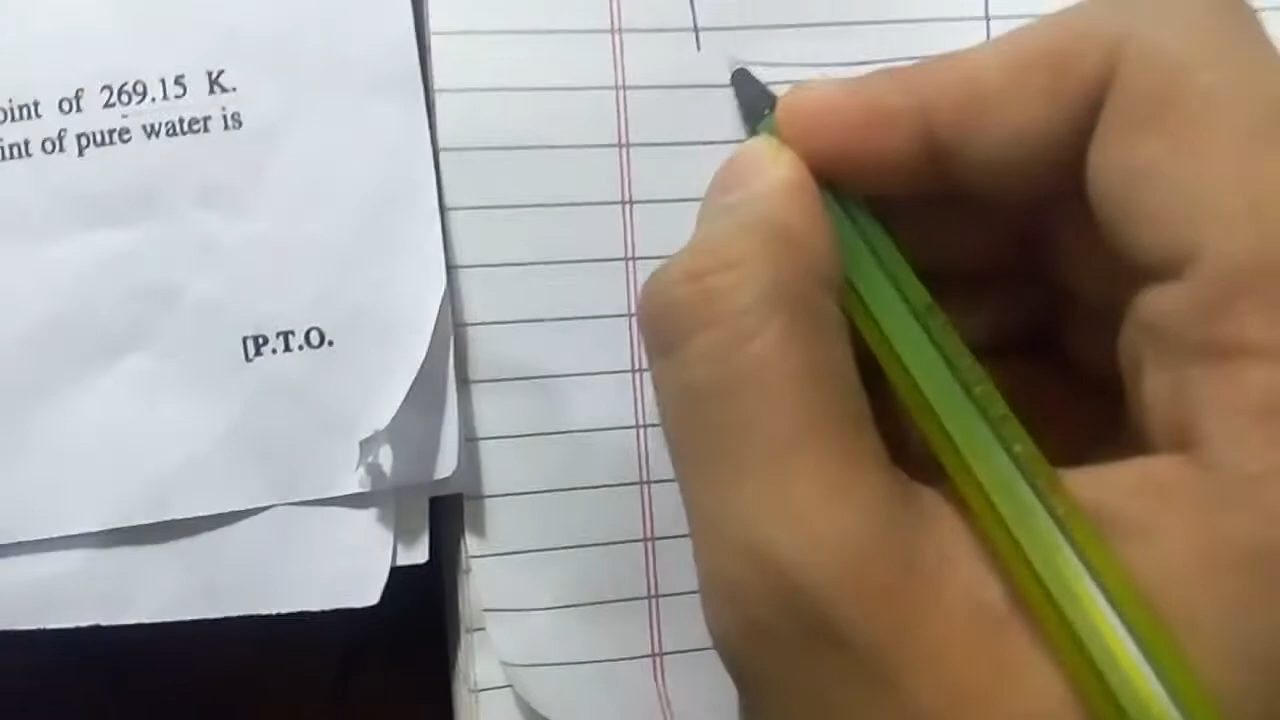 oint of 269.15 K.
int of pure water is
[P.T.O.